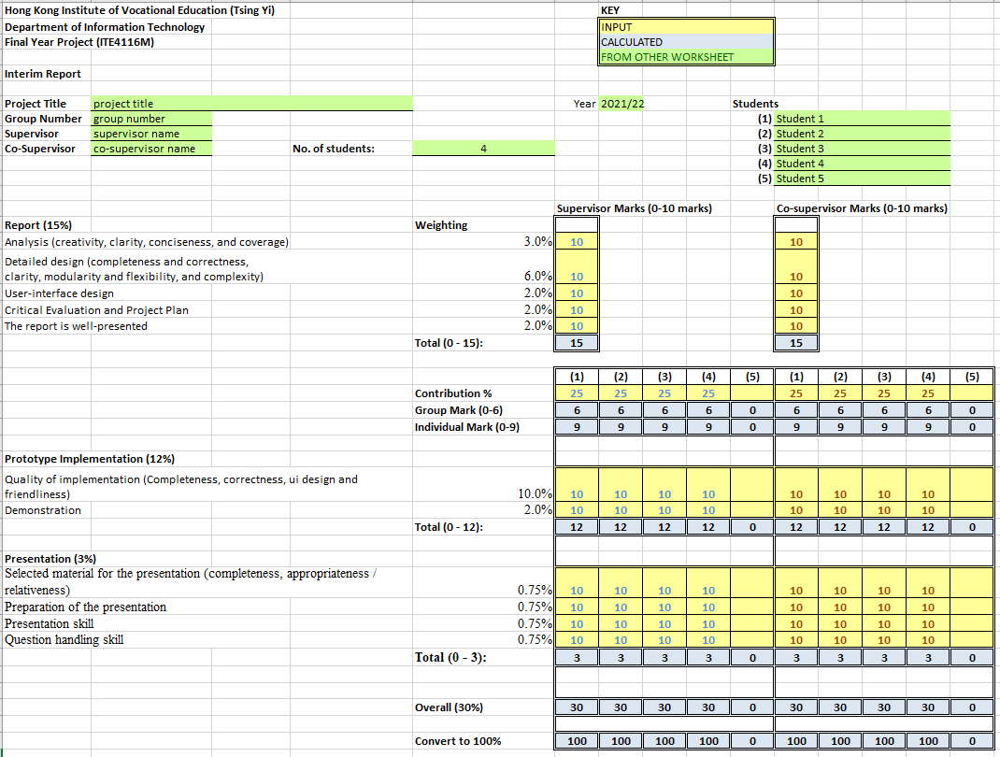 Hong Kong Institute of Vocational Education (Tsing Yi) KEY
Department of Information Technology INPUT
Final Year Project (ITE4116M) CALCULATED
FROM OTHER WORKSHEET
Interim Report
Project Title project title Year 2021/22 Students
Group Number group number (1) Student 1
Supervisor supervisor name (2) Student 2
Co-Supervisor co-supervisor name No. of students: 4 (3) Student 3
(4) Student 4
(5) Student 5
Supervisor Marks (0-10 marks) Co-supervisor Marks (0-10 marks)
Report (15%) Weighting
Analysis (creativity, clarity, conciseness, and coverage) 3.0% 10 10
Detailed design (completeness and correctness,
clarity, modularity and flexibility, and complexity) 6.0% 10 10
User-interface design 2.0% 10 10
Critical Evaluation and Project Plan 2.0% 10 10
The report is well-presented 2.0% 10 10
Total (0 - 15): 15 15
(1) (2) (3) (4) (5) (1) (2) (3) (4) (5)
Contribution % 25 25 25 25 25 25 25 25
Group Mark (0-6) 6 6 6 6 0 6 6 6 6 0
Individual Mark (0-9) 9 9 9 9 0 9 9 9 9 0
Prototype Implementation (12%)
Quality of implementation (Completeness, correctness, ui design and
friendliness) 10.0% 10 10 10 10 10 10 10 10
Demonstration 2.0% 10 10 10 10 10 10 10 10
Total (0 - 12): 12 12 12 12 0 12 12 12 12 0
Presentation (3%)
Selected material for the presentation (completeness, appropriateness /
relativeness) 0.75% 10 10 10 10 10 10 10 10
Preparation of the presentation 0.75% 10 10 10 10 10 10 10 10
Presentation skill 0.75% 10 10 10 10 10 10 10 10
Question handling skill 0.75% 10 10 10 10 10 10 10 10
Total (0 - 3): 3 3 3 3 0 3 3 3 3 0
Overall (30%) 30 30 30 30 0 30 30 30 30 0
Convert to 100% 100 100 100 100 0 100 100 100 100 0